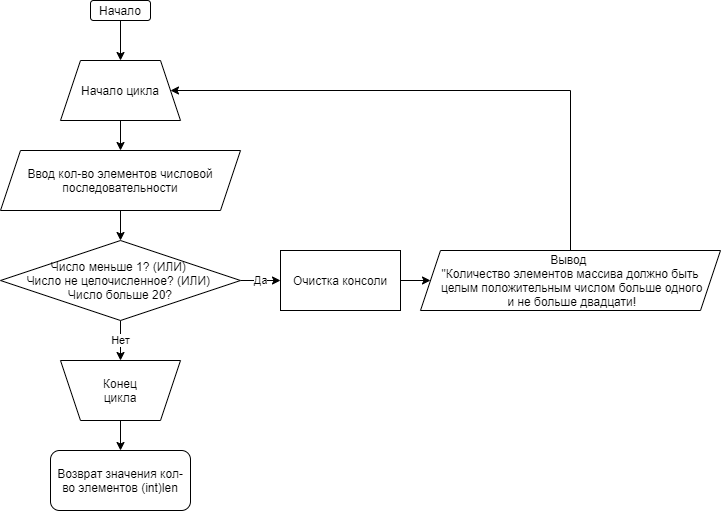 Начало
Начало цикла
Ввод кол-во элементов числовой
последовательности
Число меньше 1? (ИЛИ)
Число не целочисленное? (ИЛИ)
Число больше 20?
Да
Очистка консоли
Вывод
"Количество элементов массива должно быть
целым положительным числом больше одного
и не больше двадцати!
Нет
Конец
цикла
Возврат значения кол-
во элементов (int)len